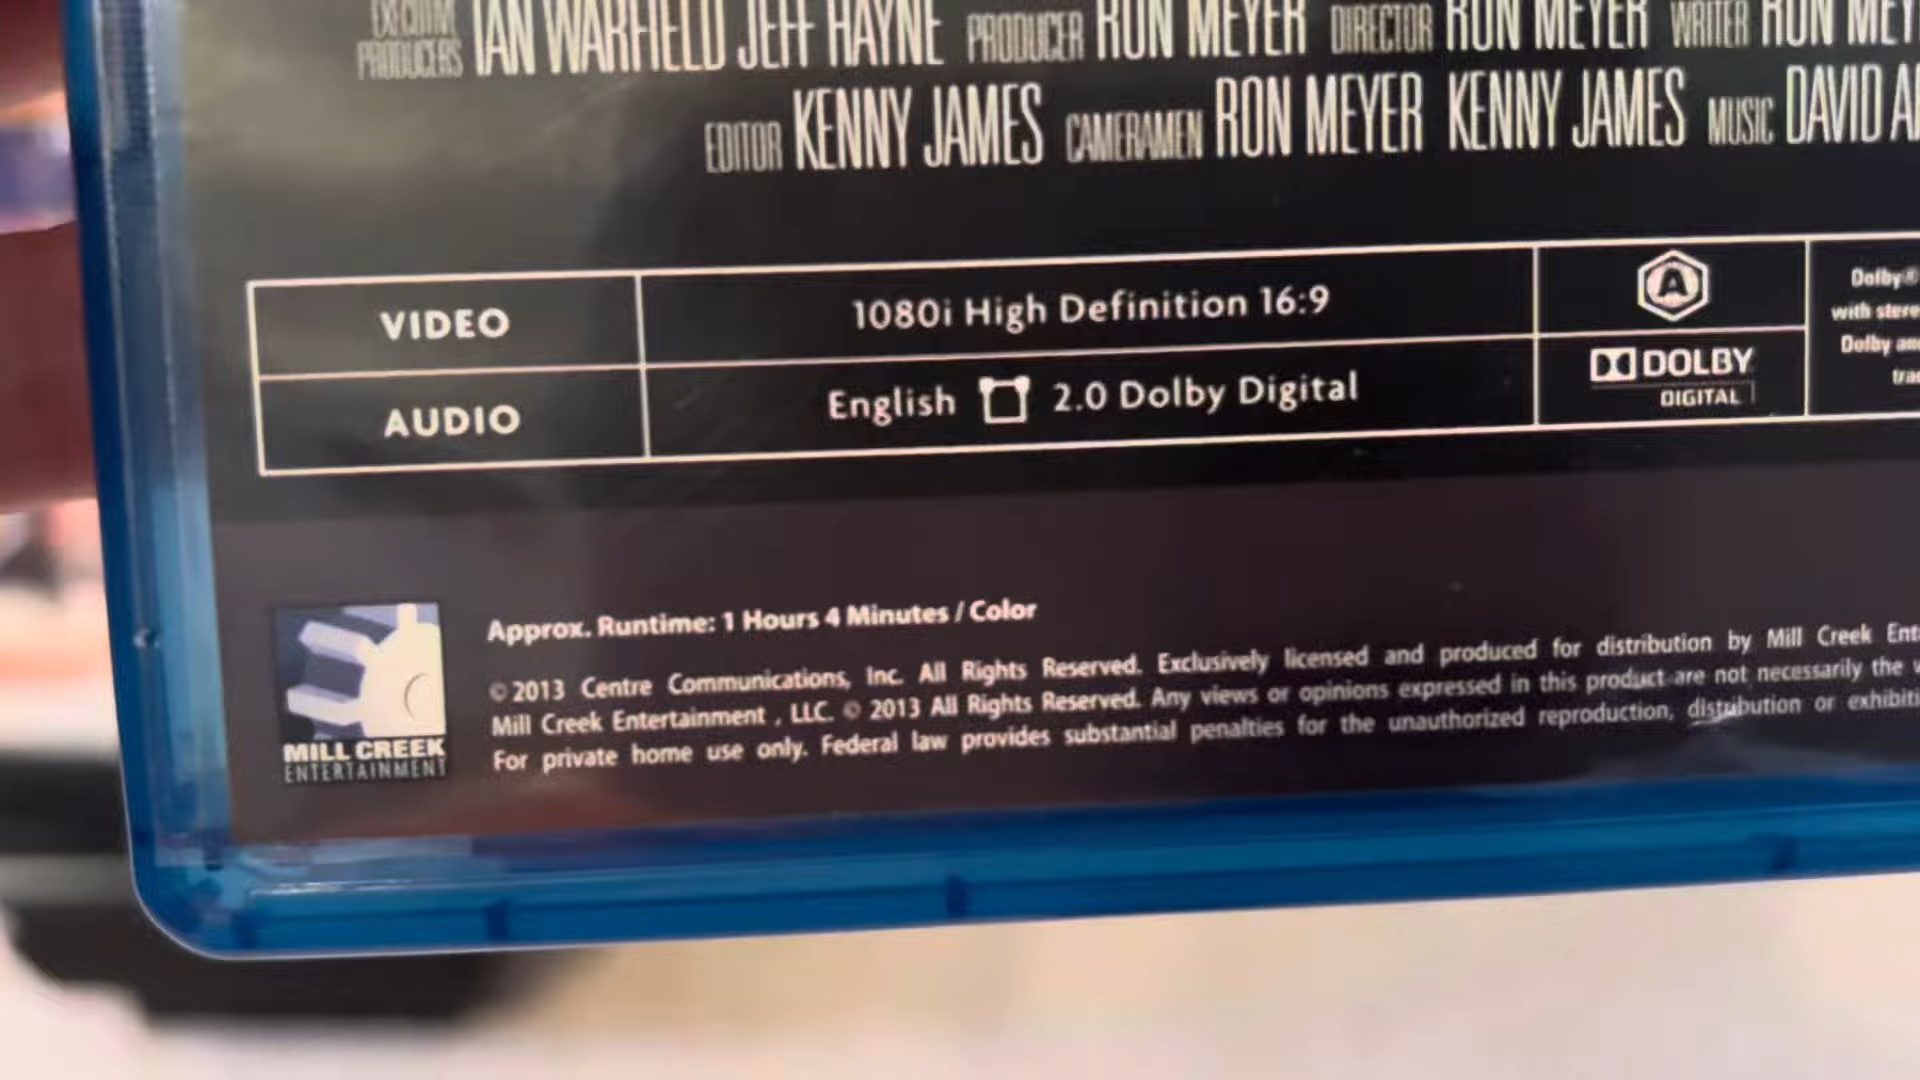 EXECUTIVE PRODUCERS IAN WARFIELD JEFF HAYNE PRODUCER RON MEYER DIRECTOR RON MEYER WRITER RON
EDITOR KENNY JAMES CAMERAMEN RON MEYER KENNY JAMES MUSIC DAVID
VIDEO 1080i High Definition 16:9 A
AUDIO English 2.0 Dolby Digital DOLBY DIGITAL
Dolby®
with
Dolby
Approx. Runtime: 1 Hours 4 Minutes / Color
© 2013 Centre Communications, Inc. All Rights Reserved. Exclusively licensed and produced for distribution by Mill Creek
Mill Creek Entertainment , LLC. © 2013 All Rights Reserved. Any views or opinions expressed in this product are not necessarily the
For private home use only. Federal law provides substantial penalties for the unauthorized reproduction, distribution or
MILL CREEK
ENTERTAINMENT